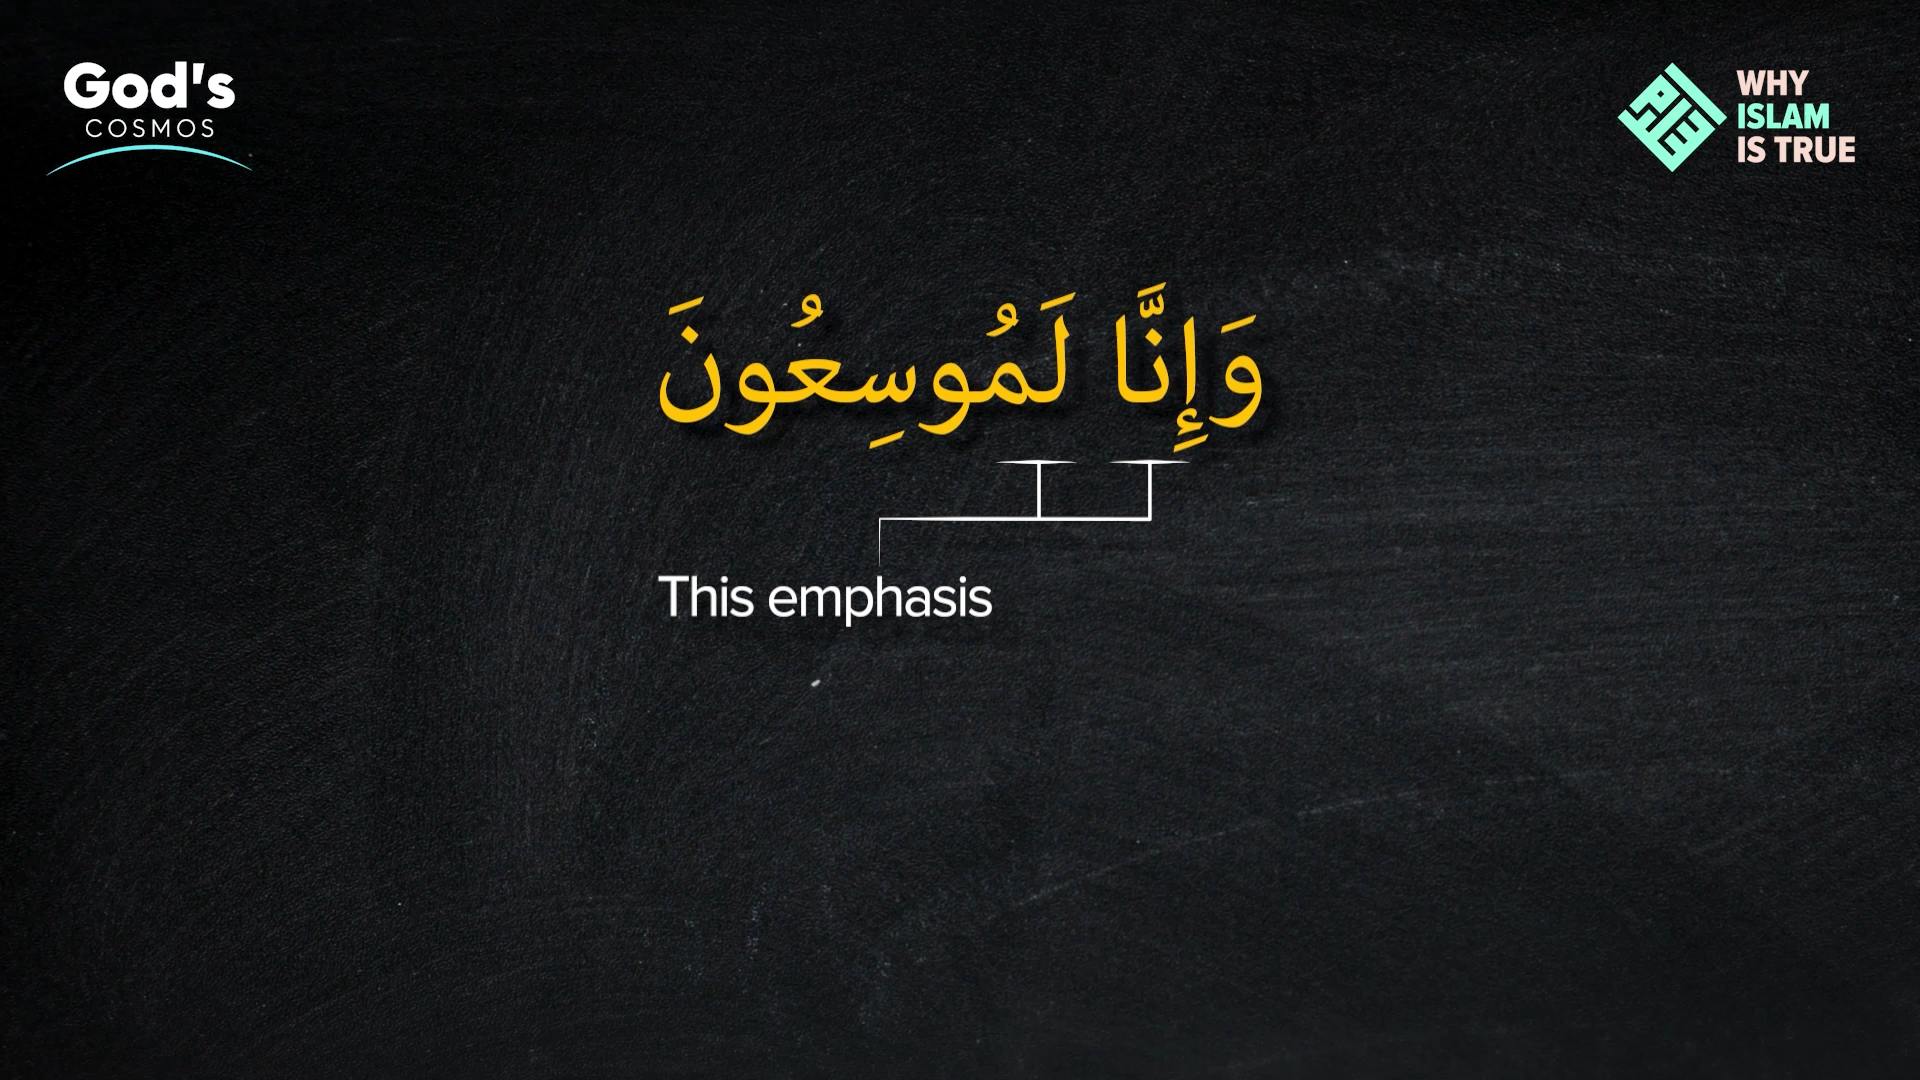 God's
COSMOS
WHY
ISLAM
IS TRUE
وَإِنَّا لَمُوسِعُونَ
This emphasis